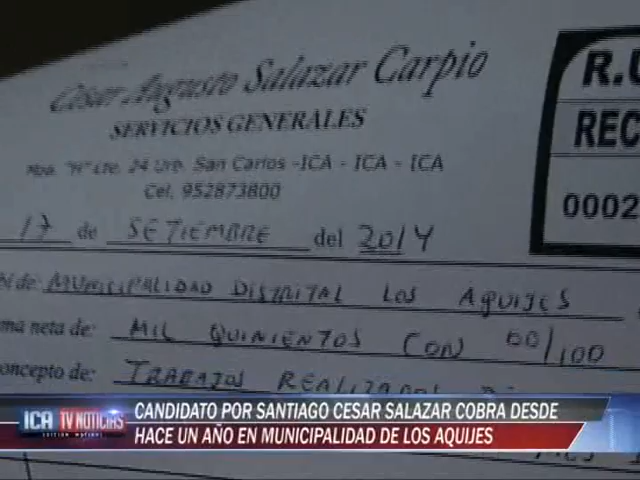 César Augusto Salazar Carpio
SERVICIOS GENERALES
Mza. "H" Lte. 24 Urb. San Carlos -ICA - ICA - ICA
Cel. 952873800
R.U
REC
0002
17 de SETIEMBRE del 2014
de: MUNICIPALIDAD DISTRITAL LOS AQUIJES
ma neta de: MIL QUINIENTOS CON 00/100
oncepto de: TRABAJOS REALIZADOS
ICA TV NOTICIAS
CANDIDATO POR SANTIAGO CESAR SALAZAR COBRA DESDE
HACE UN AÑO EN MUNICIPALIDAD DE LOS AQUIJES